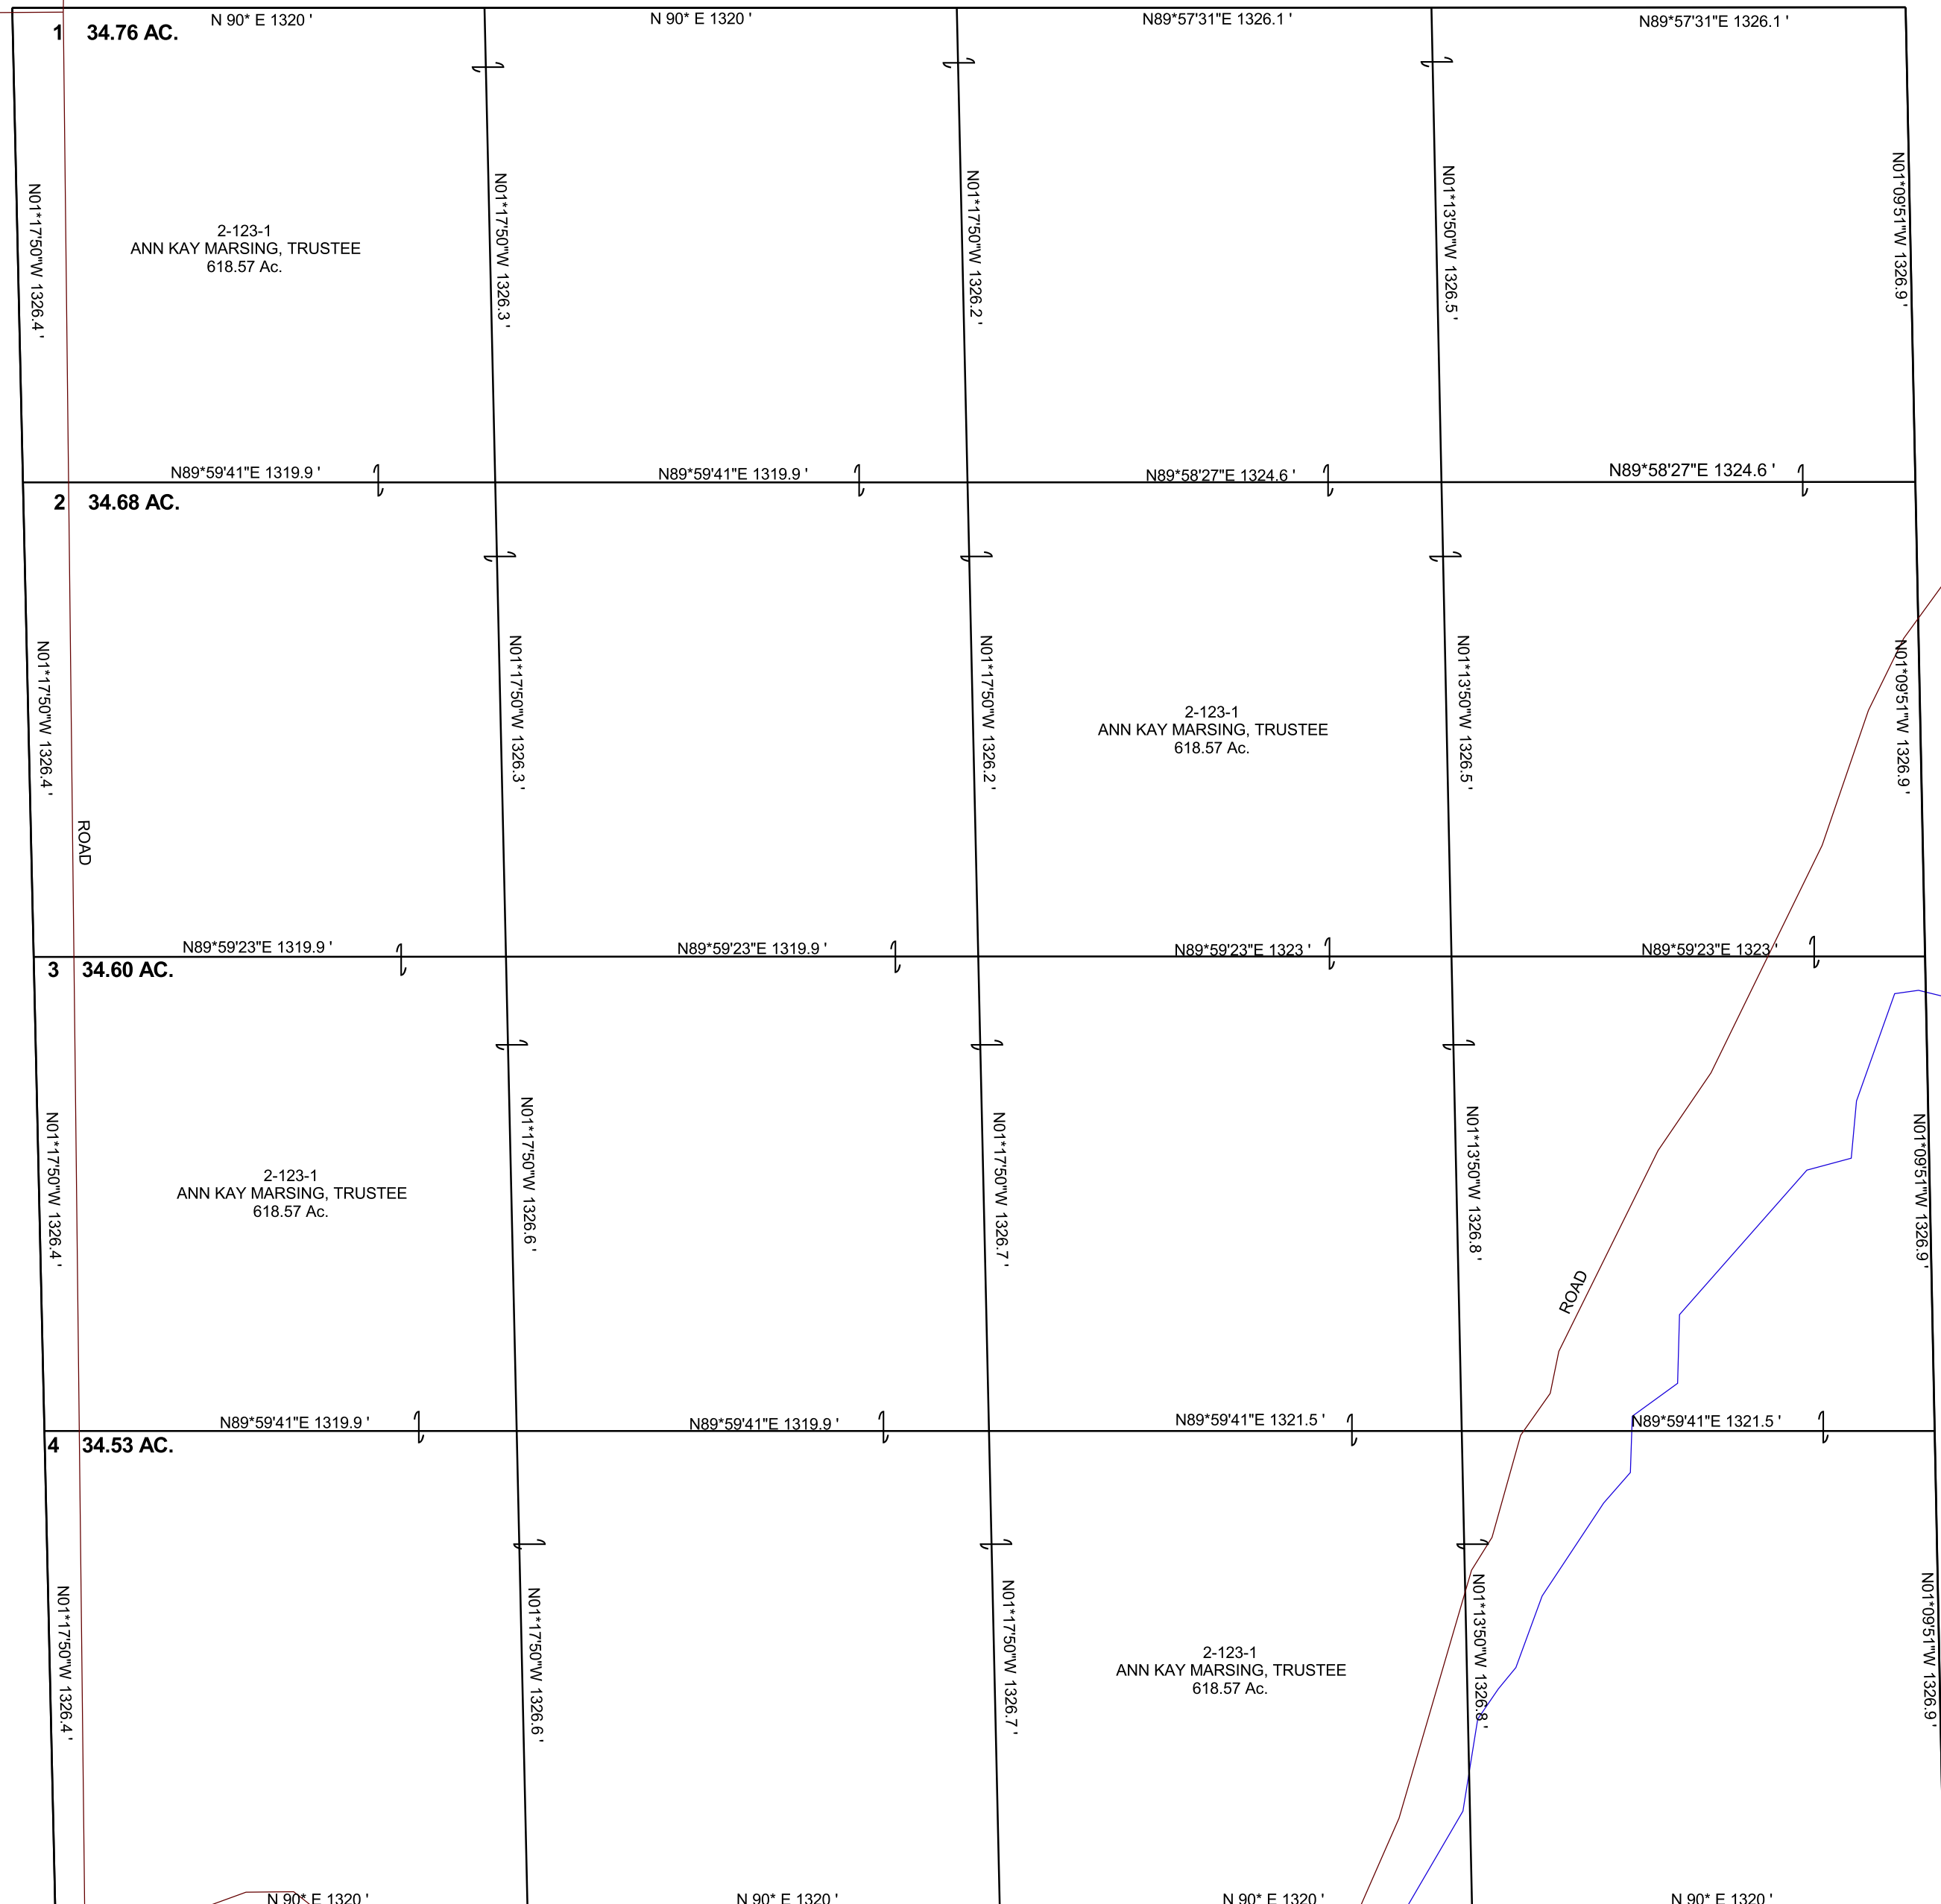 N 90* E 1320 '
N 90* E 1320 '
N89*57'31"E 1326.1 '
N89*57'31"E 1326.1 '
1 34.76 AC.
N01*17'50"W 1326.4 '
N01*17'50"W 1326.3 '
N01*17'50"W 1326.2 '
N01*13'50"W 1326.5 '
N01*09'51"W 1326.9 '
2-123-1
ANN KAY MARSING, TRUSTEE
618.57 Ac.
N89*59'41"E 1319.9 '
N89*59'41"E 1319.9 '
N89*58'27"E 1324.6 '
N89*58'27"E 1324.6 '
2 34.68 AC.
N01*17'50"W 1326.4 '
N01*17'50"W 1326.3 '
N01*17'50"W 1326.2 '
N01*13'50"W 1326.5 '
N01*09'51"W 1326.9 '
2-123-1
ANN KAY MARSING, TRUSTEE
618.57 Ac.
ROAD
N89*59'23"E 1319.9 '
N89*59'23"E 1319.9 '
N89*59'23"E 1323 '
N89*59'23"E 1323 '
3 34.60 AC.
N01*17'50"W 1326.4 '
N01*17'50"W 1326.6 '
N01*17'50"W 1326.7 '
N01*13'50"W 1326.8 '
N01*09'51"W 1326.9 '
2-123-1
ANN KAY MARSING, TRUSTEE
618.57 Ac.
ROAD
N89*59'41"E 1319.9 '
N89*59'41"E 1319.9 '
N89*59'41"E 1321.5 '
N89*59'41"E 1321.5 '
4 34.53 AC.
N01*17'50"W 1326.4 '
N01*17'50"W 1326.6 '
N01*17'50"W 1326.7 '
N01*13'50"W 1326.8 '
N01*09'51"W 1326.9 '
2-123-1
ANN KAY MARSING, TRUSTEE
618.57 Ac.
N 90* E 1320 '
N 90* E 1320 '
N 90* E 1320 '
N 90* E 1320 '